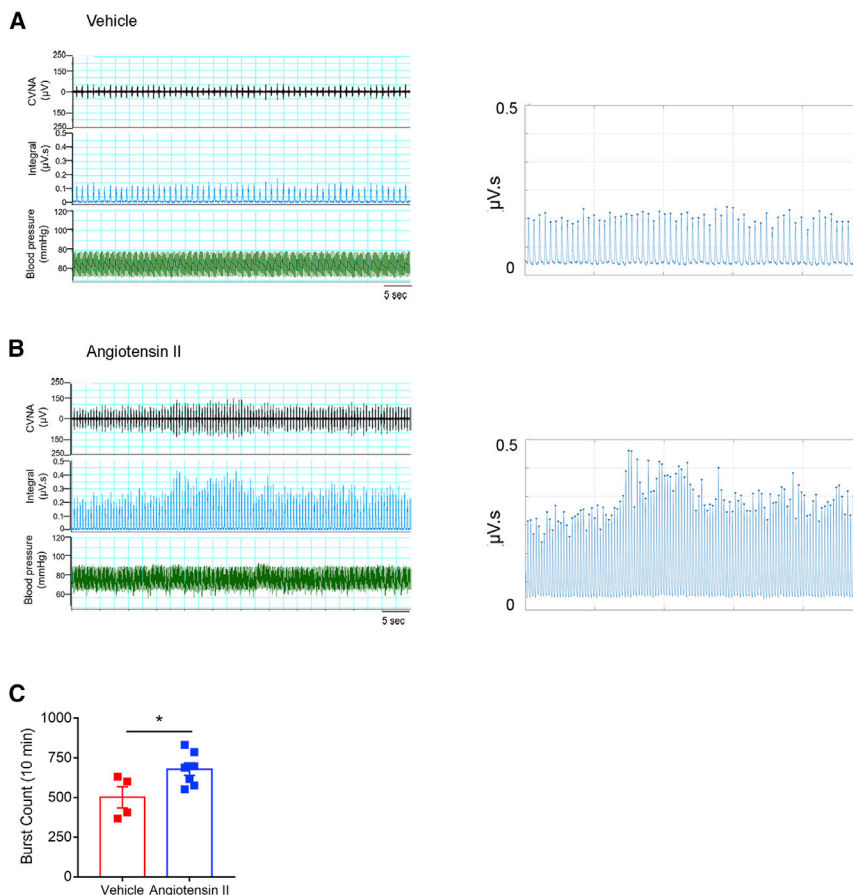 A
Vehicle
250
150
0
150
250
CVNA
(µV)
0.5
0.4
0.3
0.2
0.1
0
Integral
(µV.s)
120
100
80
60
Blood pressure
(mmHg)
5 sec
0.5
µV.s
0
B
Angiotensin II
250
150
0
150
250
CVNA
(µV)
0.5
0.4
0.3
0.2
0.1
0
Integral
(µV.s)
120
100
80
60
Blood pressure
(mmHg)
5 sec
0.5
µV.s
0
C
1000
750
500
250
0
Burst Count (10 min)
*
Vehicle Angiotensin II